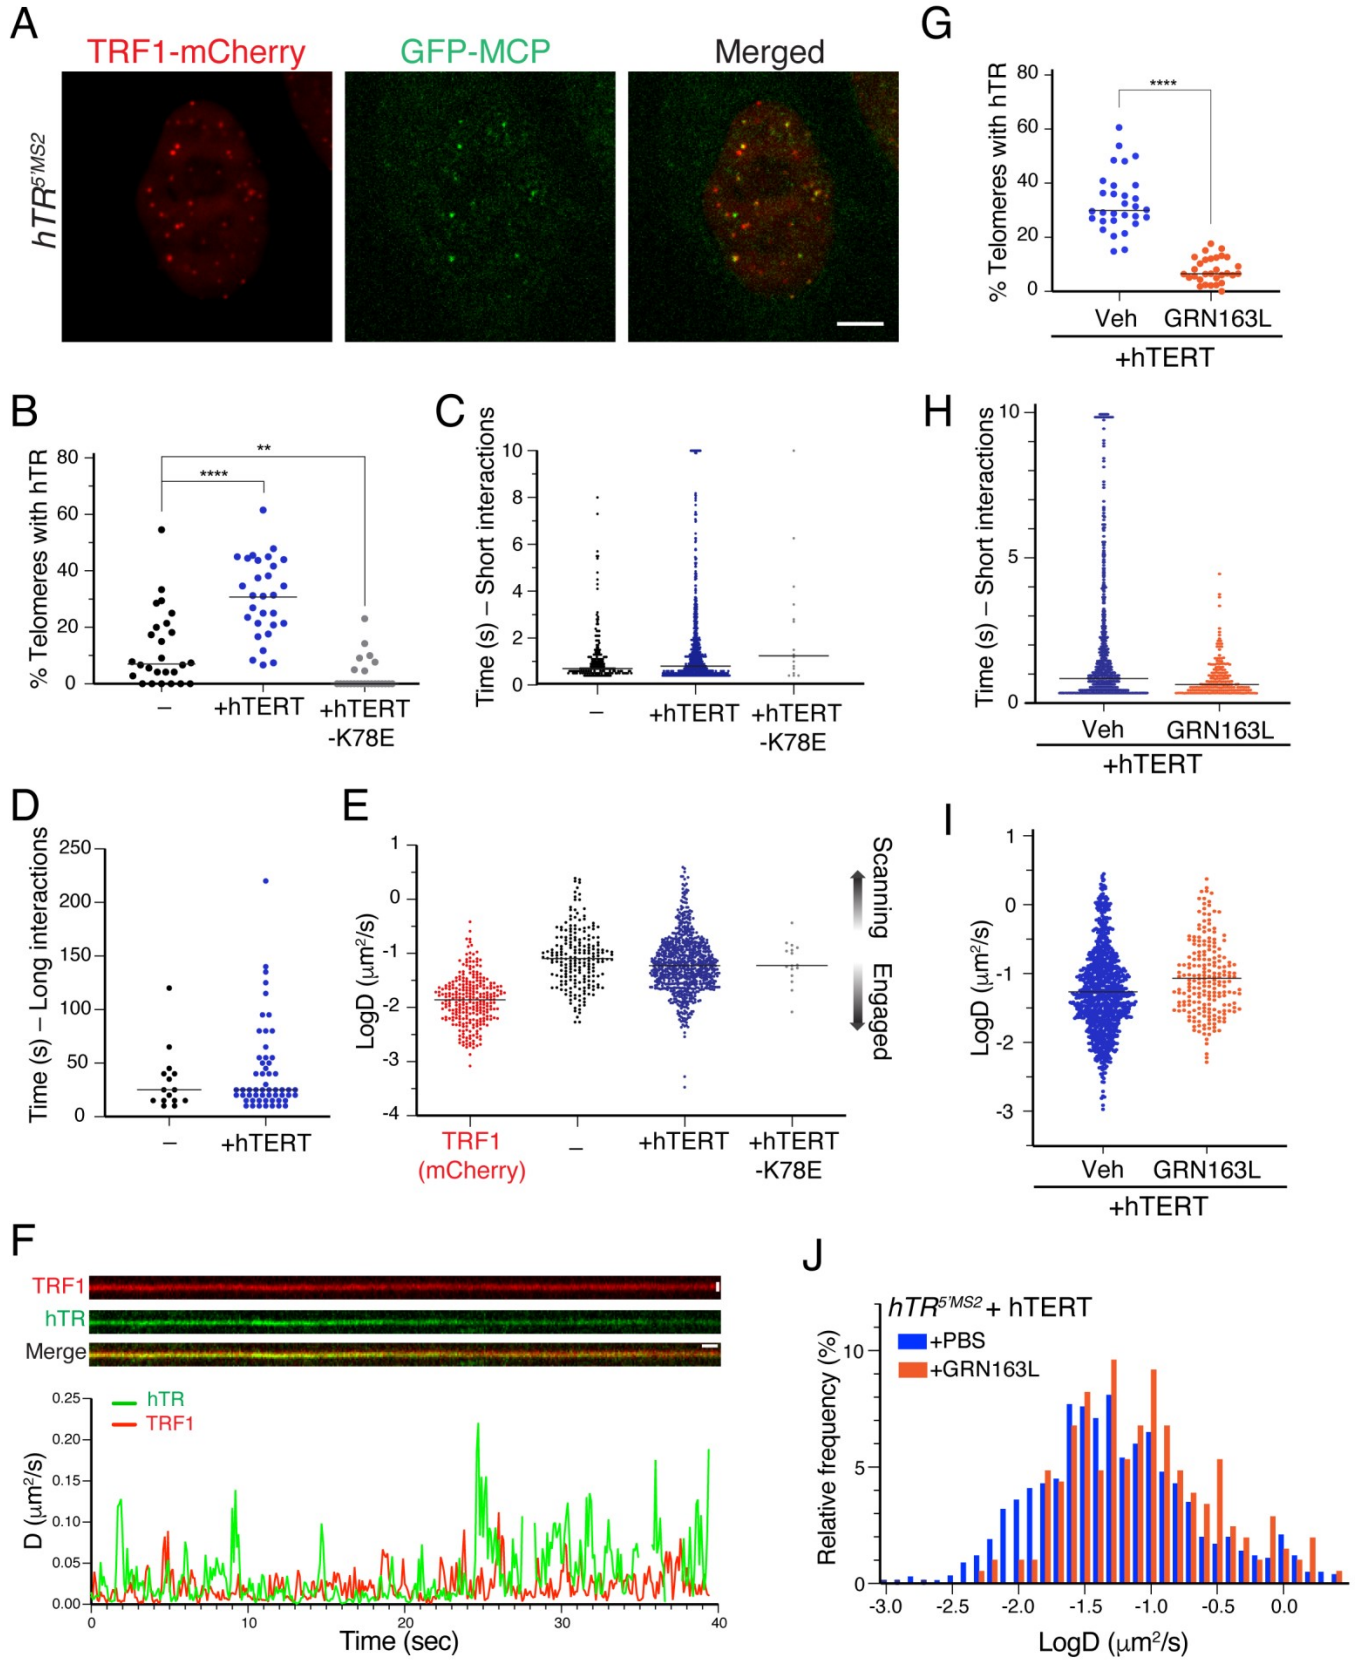 A
TRF1-mCherry
GFP-MCP
Merged
hTR5'MS2
B
% Telomeres with hTR
80
60
40
20
0
**
****
–
+hTERT
+hTERT
-K78E
C
Time (s) – Short interactions
10
8
6
4
2
0
–
+hTERT
+hTERT
-K78E
D
Time (s) – Long interactions
250
200
150
100
50
0
–
+hTERT
E
LogD (μm²/s)
1
0
-1
-2
-3
-4
TRF1
(mCherry)
–
+hTERT
+hTERT
-K78E
Scanning
Engaged
F
TRF1
hTR
Merge
hTR
TRF1
D (μm²/s)
0.25
0.20
0.15
0.10
0.05
0.00
0
10
20
30
40
Time (sec)
G
% Telomeres with hTR
80
60
40
20
0
****
Veh
GRN163L
+hTERT
H
Time (s) – Short interactions
10
5
0
Veh
GRN163L
+hTERT
I
LogD (μm²/s)
1
0
-1
-2
-3
Veh
GRN163L
+hTERT
J
hTR5'MS2 + hTERT
+PBS
+GRN163L
Relative frequency (%)
10
5
0
-3.0
-2.5
-2.0
-1.5
-1.0
-0.5
0.0
LogD (μm²/s)